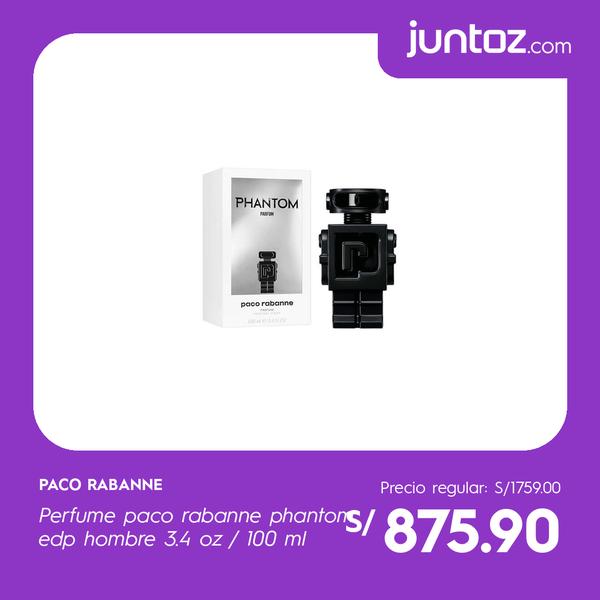 juntoz.com
PHANTOM
PARFUM
paco rabanne
PACO RABANNE
Perfume paco rabanne phantom
edp hombre 3.4 oz / 100 ml
Precio regular: S/1759.00
S/ 875.90